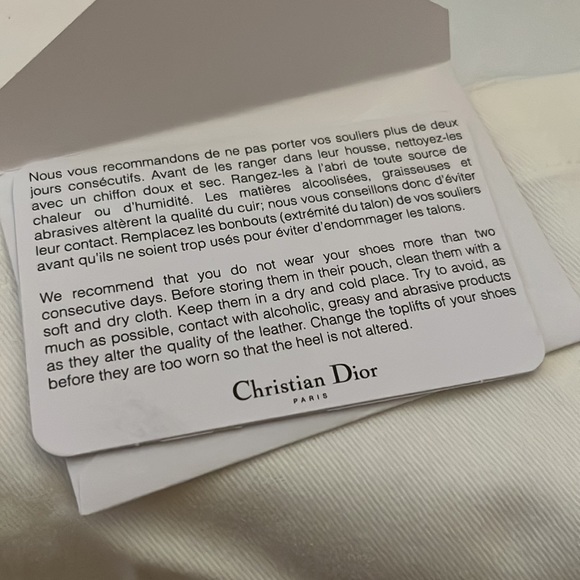 Nous vous recommandons de ne pas porter vos souliers plus de deux
jours consécutifs. Avant de les ranger dans leur housse, nettoyez-les
avec un chiffon doux et sec. Rangez-les à l'abri de toute source de
chaleur ou d'humidité. Les matières alcoolisées, graisseuses et
abrasives altèrent la qualité du cuir; nous vous conseillons donc d'éviter
leur contact. Remplacez les bonbouts (extrémité du talon) de vos souliers
avant qu'ils ne soient trop usés pour éviter d'endommager les talons.
We recommend that you do not wear your shoes more than two
consecutive days. Before storing them in their pouch, clean them with a
soft and dry cloth. Keep them in a dry and cold place. Try to avoid, as
much as possible, contact with alcoholic, greasy and abrasive products
as they alter the quality of the leather. Change the toplifts of your shoes
before they are too worn so that the heel is not altered.
Christian Dior
PARIS